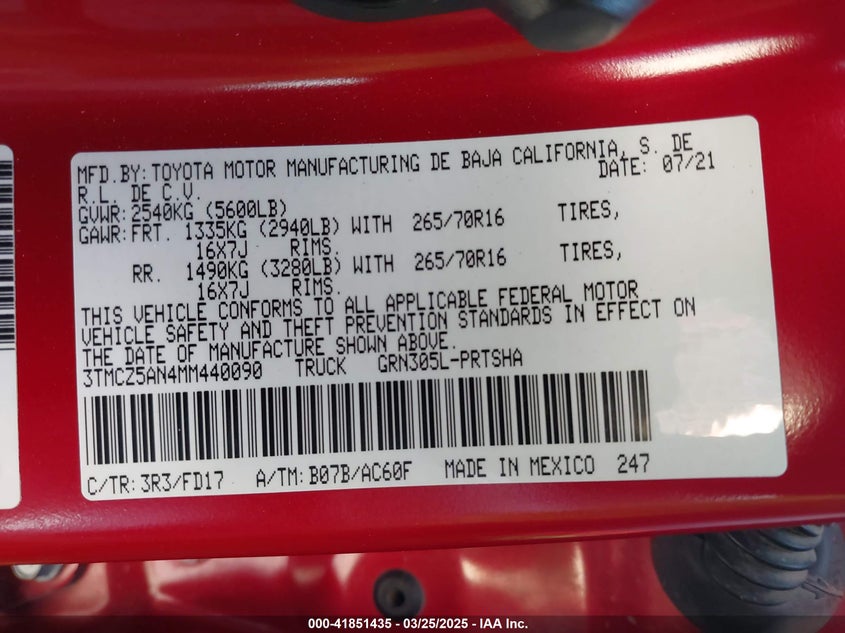 MFD.BY: TOYOTA MOTOR MANUFACTURING DE BAJA CALIFORNIA, S. DE
R.L. DE C.V. DATE: 07/21
GVWR: 2540KG (5600LB)
GAWR: FRT. 1335KG (2940LB) WITH 265/70R16 TIRES,
16X7J RIMS.
RR. 1490KG (3280LB) WITH 265/70R16 TIRES,
16X7J RIMS.
THIS VEHICLE CONFORMS TO ALL APPLICABLE FEDERAL MOTOR
VEHICLE SAFETY AND THEFT PREVENTION STANDARDS IN EFFECT ON
THE DATE OF MANUFACTURE SHOWN ABOVE.
3TMCZ5AN4MM440090 TRUCK GRN305L-PRTSHA
C/TR: 3R3/FD17 A/TM: B07B/AC60F MADE IN MEXICO 247
000-41851435 - 03/25/2025 - IAA Inc.